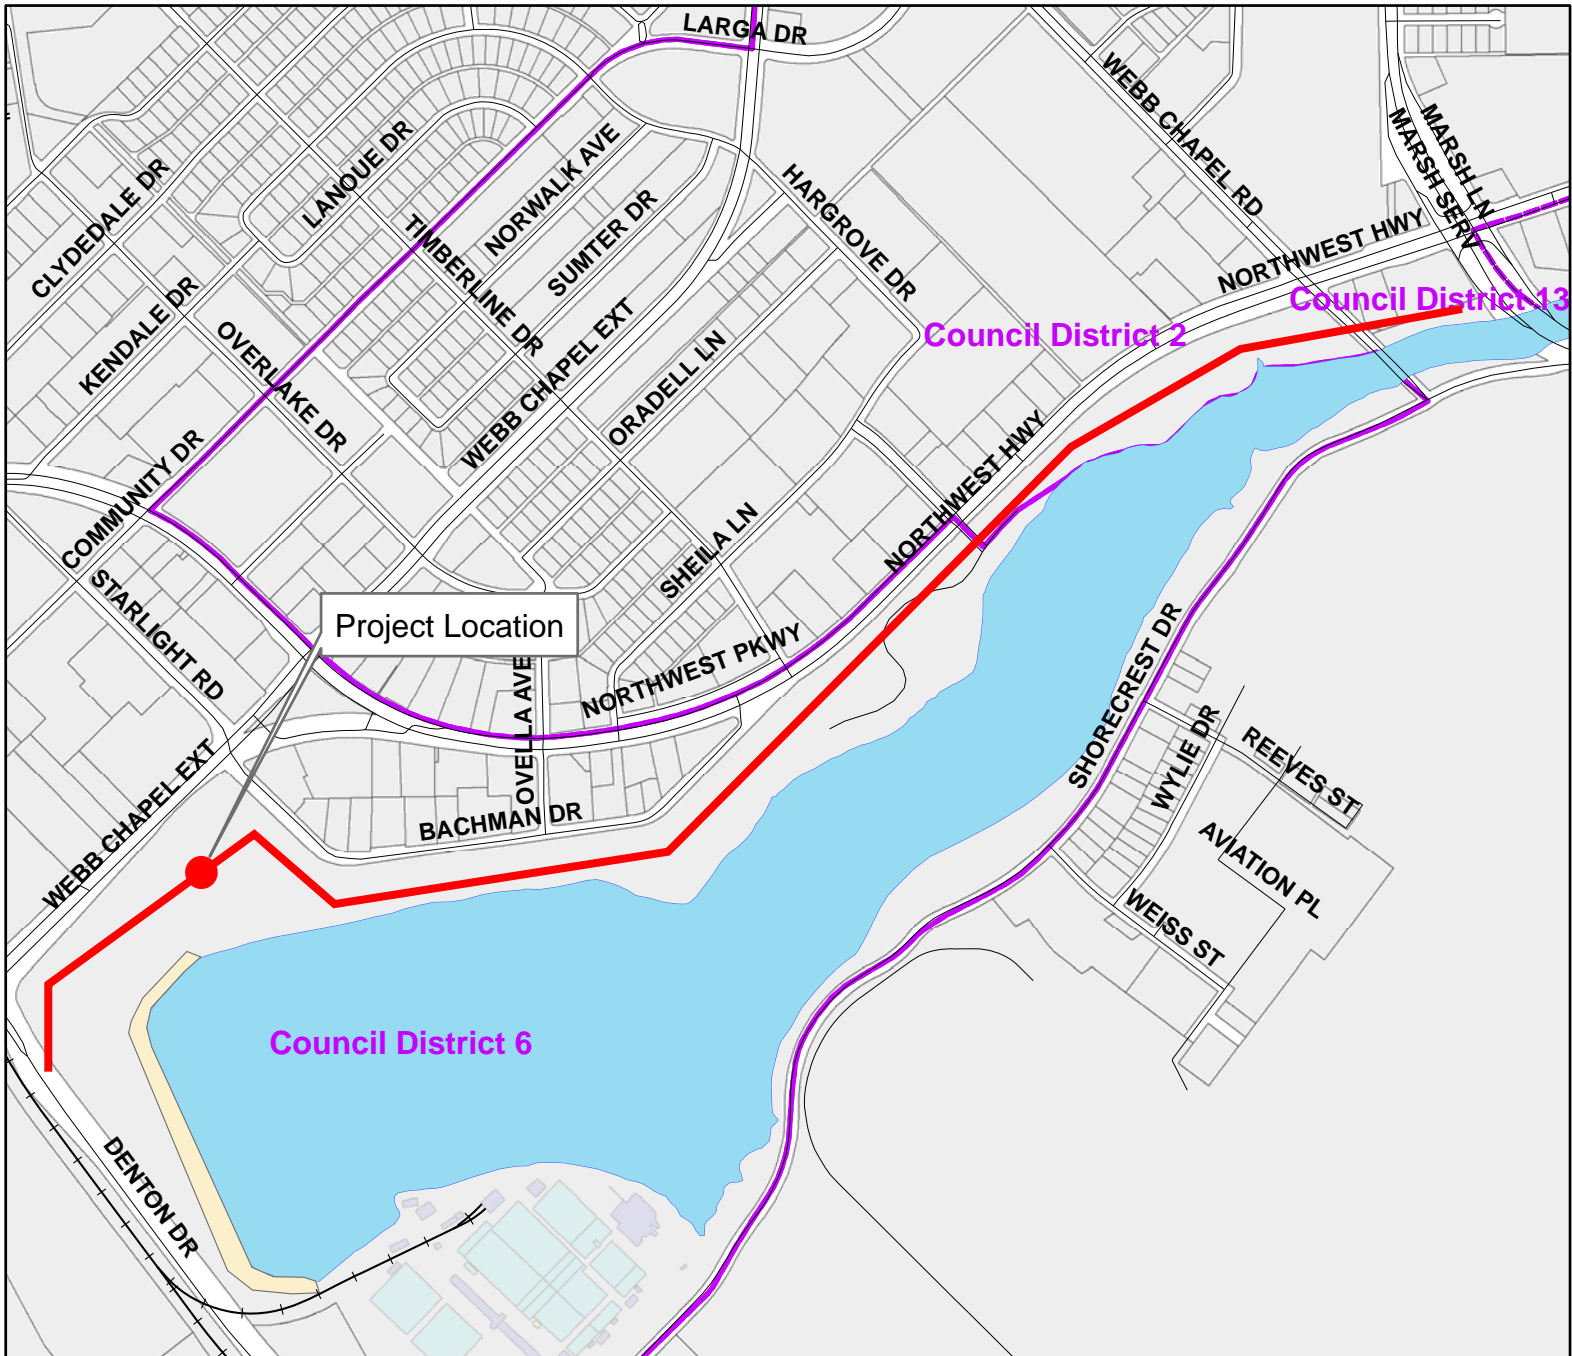 LARGA DR
WEBB CHAPEL RD
MARSH LN
MARSH SERV
LANOUE DR
NORWALK AVE
CLYDEDALE DR
HARGROVE DR
TIMBERLINE DR
SUMTER DR
NORTHWEST HWY
KENDALE DR
Council District 13
OVERLAKE DR
WEBB CHAPEL EXT
Council District 2
ORADELL LN
COMMUNITY DR
NORTHWEST HWY
SHEILA LN
STARLIGHT RD
Project Location
NORTHWEST PKWY
OVELLA AVE
SHORECREST DR
WYLIE DR
REEVES ST
WEBB CHAPEL EXT
BACHMAN DR
AVIATION PL
WEISS ST
Council District 6
DENTON DR